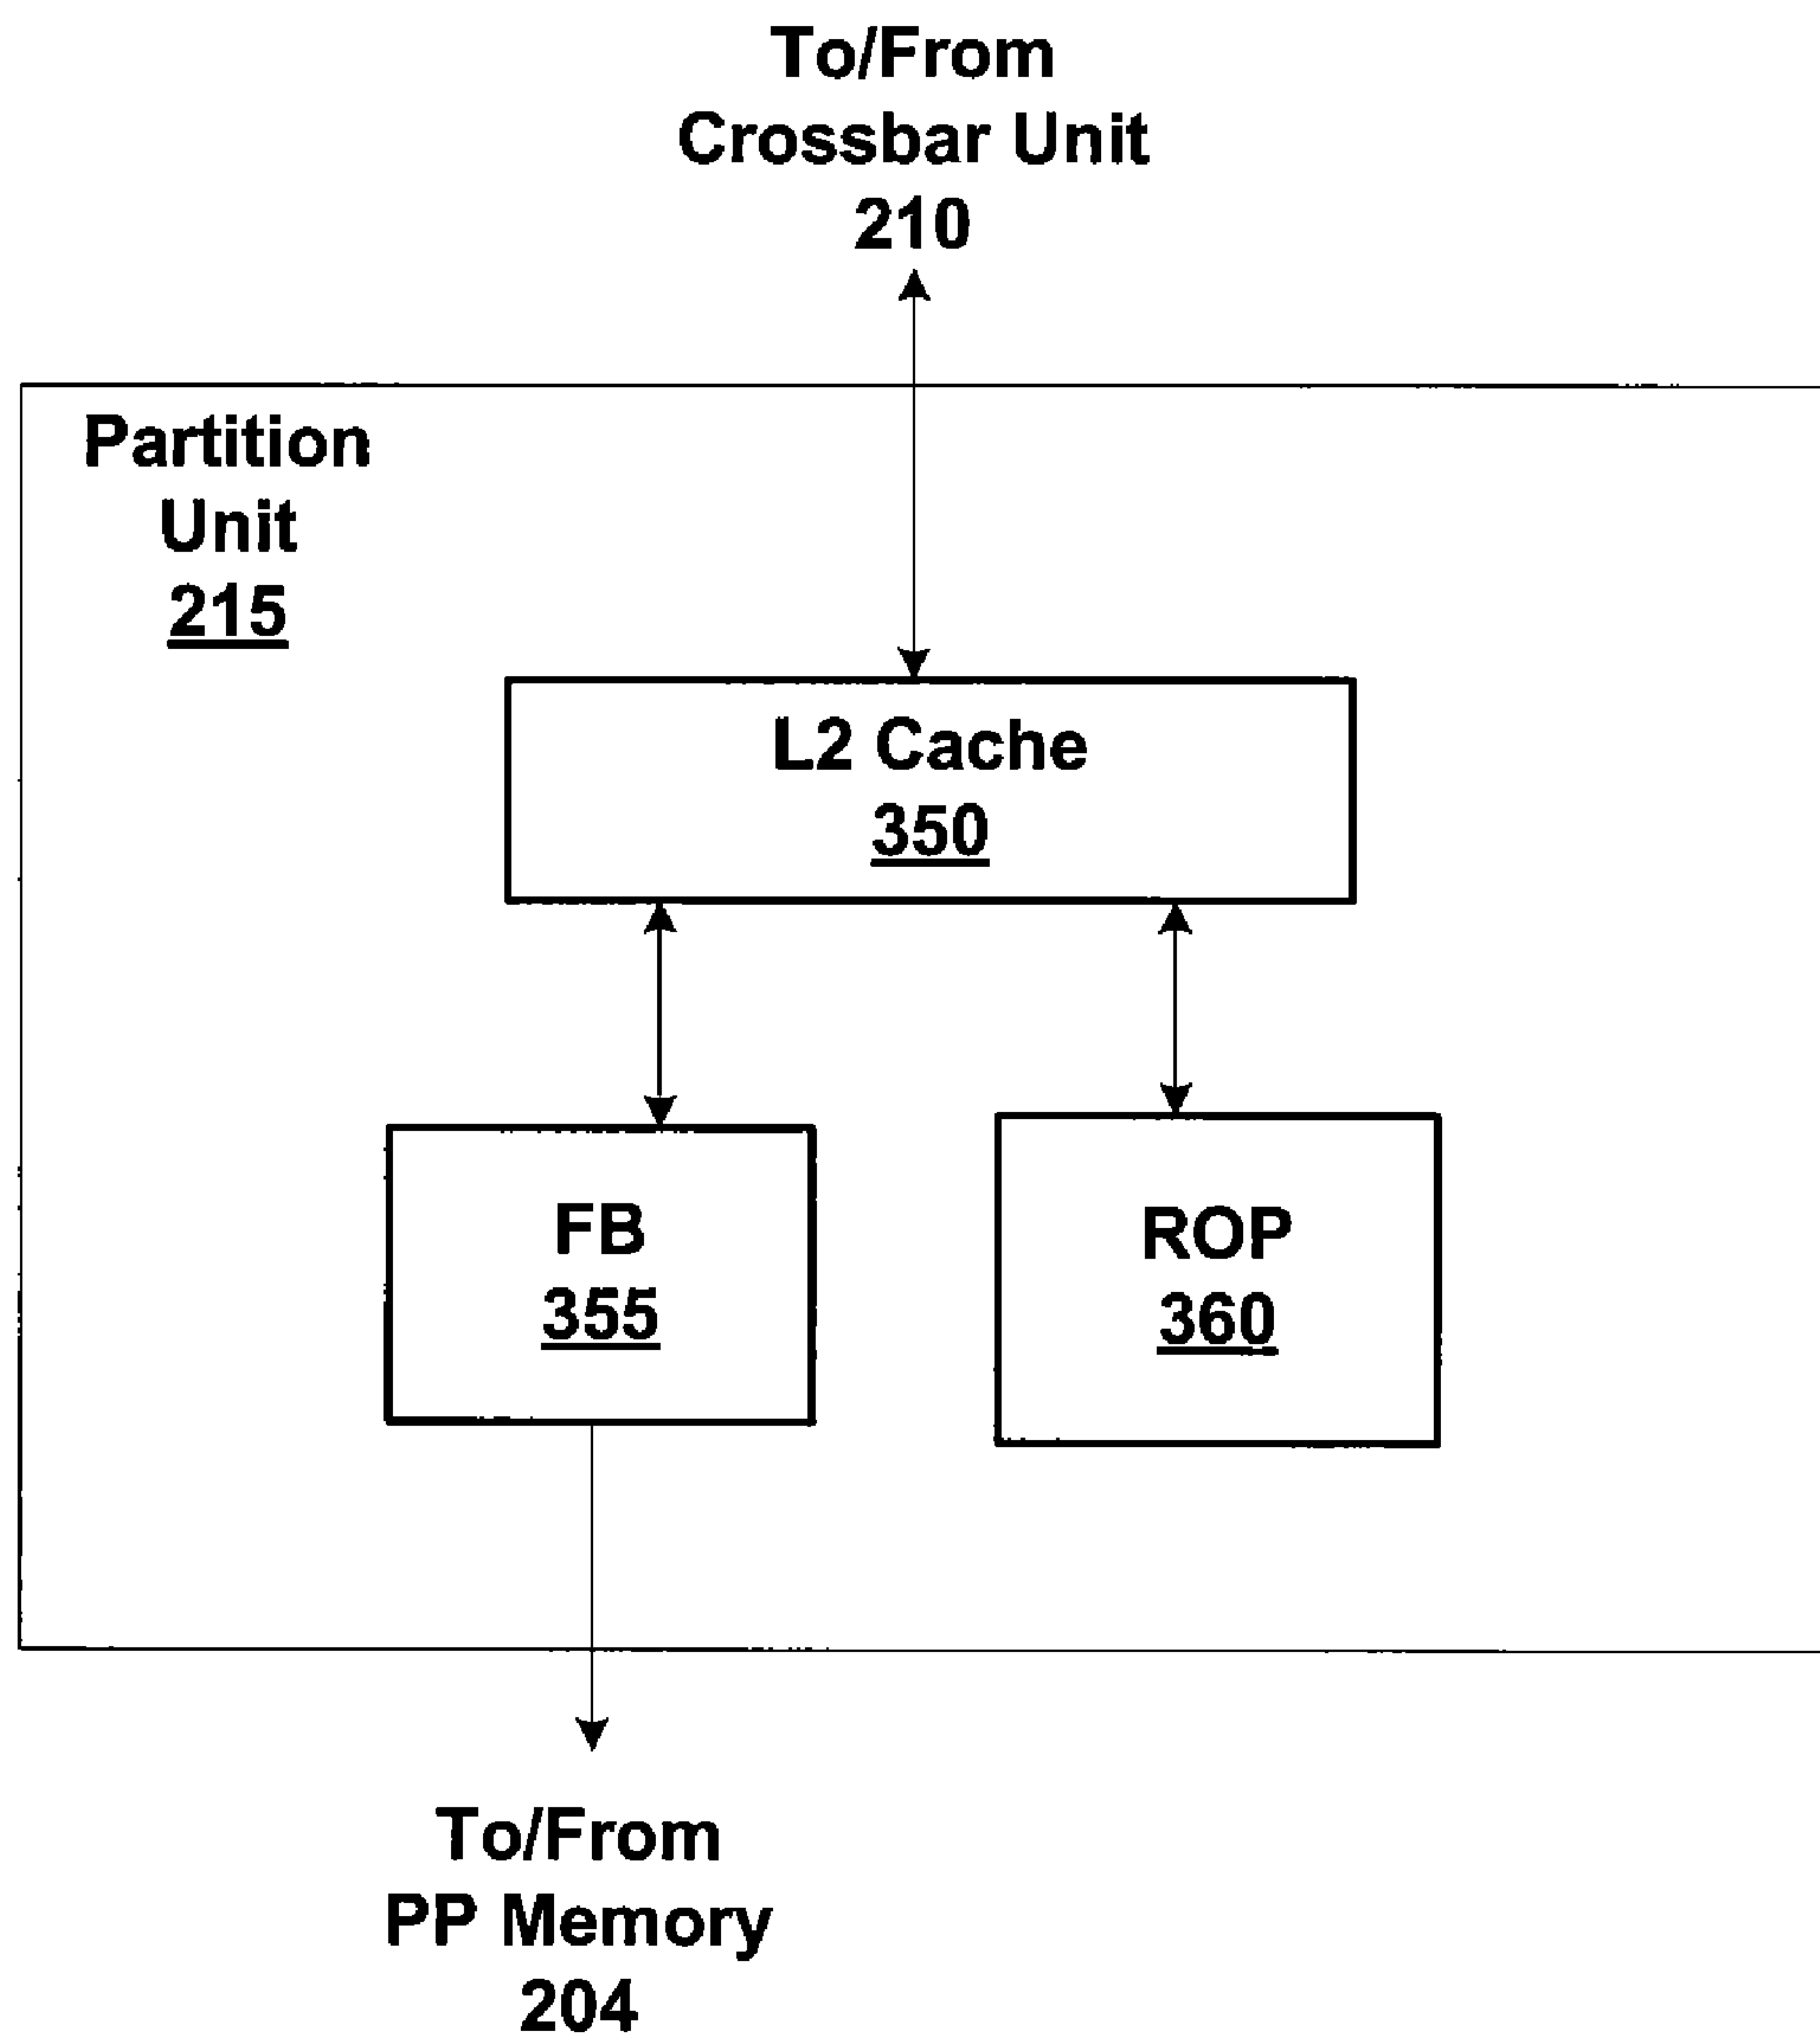 To/From
Crossbar Unit
210
Partition
Unit
215
L2 Cache
350
FB
355
ROP
360
To/From
PP Memory
204